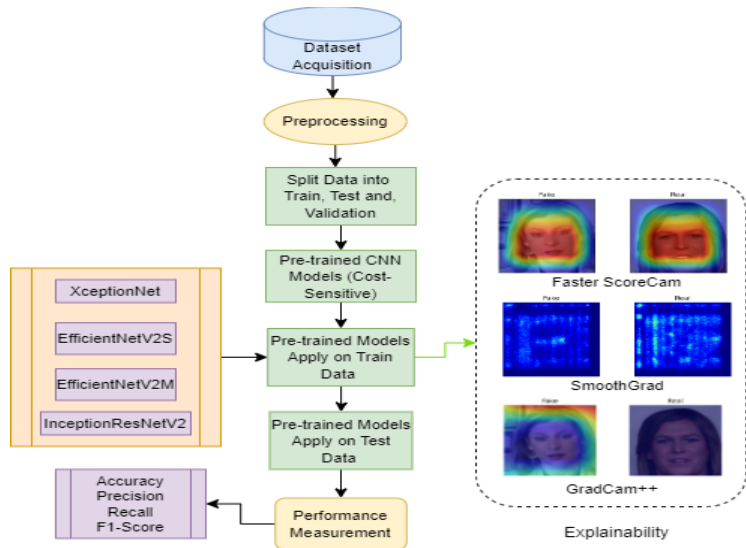 Dataset
Acquisition
Preprocessing
Split Data into
Train, Test and,
Validation
Pre-trained CNN
Models (Cost-
Sensitive)
XceptionNet
EfficientNetV2S
EfficientNetV2M
InceptionResNetV2
Pre-trained Models
Apply on Train
Data
Pre-trained Models
Apply on Test
Data
Performance
Measurement
Accuracy
Precision
Recall
F1-Score
Fake
Real
Faster ScoreCam
Fake
Real
SmoothGrad
Fake
Real
GradCam++
Explainability